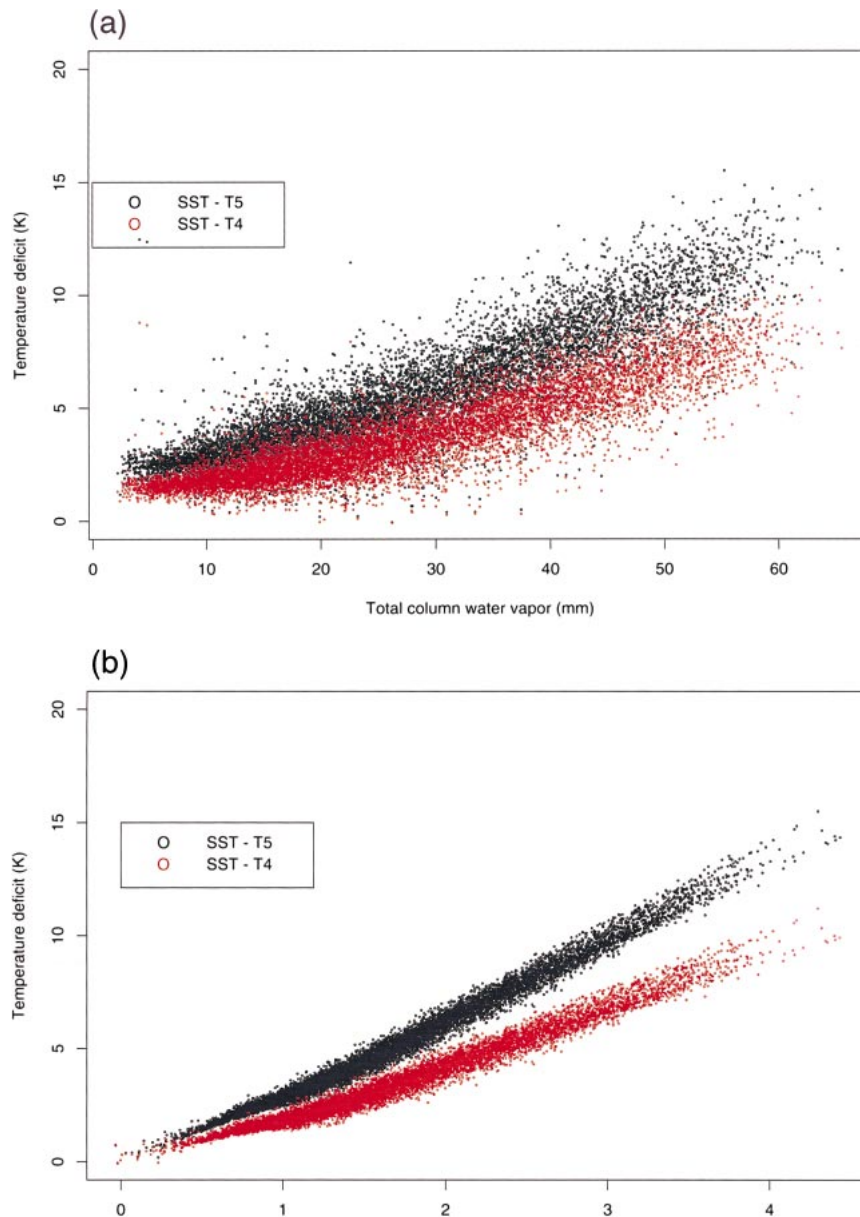 (a)
20
15
10
5
0
Temperature deficit (K)
O SST - T5
O SST - T4
0 10 20 30 40 50 60
Total column water vapor (mm)
(b)
20
15
10
5
0
Temperature deficit (K)
O SST - T5
O SST - T4
0 1 2 3 4